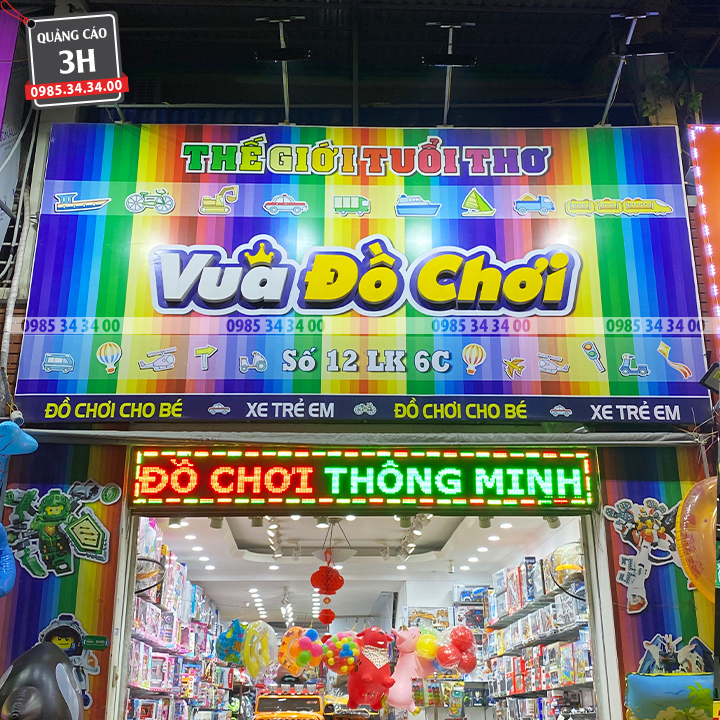 QUẢNG CÁO
3H
0985.34.34.00
THẾ GIỚI TUỔI THƠ
Vua Đồ Chơi
0985 34 34 00 0985 34 34 00 0985 34 34 00 0985 34 34 00
Số 12 LK 6C
ĐỒ CHƠI CHO BÉ XE TRẺ EM ĐỒ CHƠI CHO BÉ XE TRẺ EM
ĐỒ CHƠI THÔNG MINH